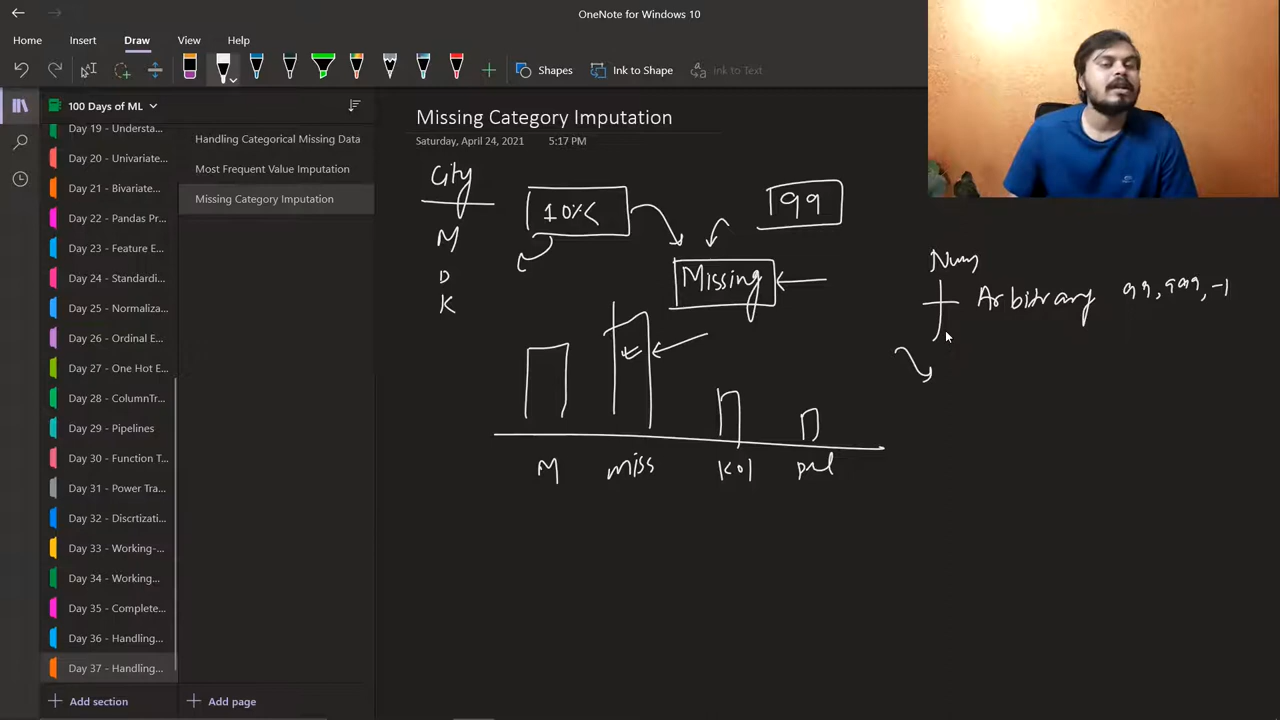 OneNote for Windows 10
Home Insert Draw View Help
Shapes Ink to Shape Ink to Text
100 Days of ML
Day 19 - Understa...
Day 20 - Univariate...
Day 21 - Bivariate...
Day 22 - Pandas Pr...
Day 23 - Feature E...
Day 24 - Standardi...
Day 25 - Normaliza...
Day 26 - Ordinal E...
Day 27 - One Hot E...
Day 28 - ColumnTr...
Day 29 - Pipelines
Day 30 - Function T...
Day 31 - Power Tra...
Day 32 - Discrtizati...
Day 33 - Working-...
Day 34 - Working...
Day 35 - Complete...
Day 36 - Handling...
Day 37 - Handling...
Add section
Handling Categorical Missing Data
Most Frequent Value Imputation
Missing Category Imputation
Add page
Missing Category Imputation
Saturday, April 24, 2021 5:17 PM
City
M
D
K
10%<
99
Missing
Num
Arbitrary 99, 999, -1
M miss Kol